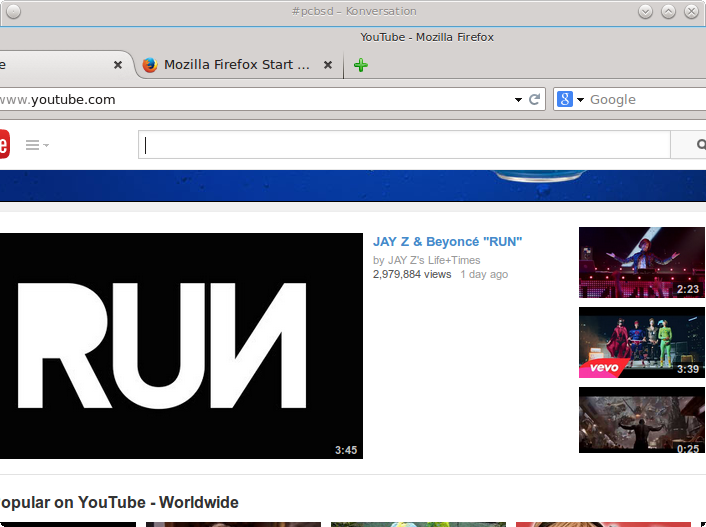 #pcbsd – Konversation
YouTube - Mozilla Firefox
e
Mozilla Firefox Start ...
www.youtube.com
Google
e
JAY Z & Beyoncé "RUN"
by JAY Z's Life+Times
2,979,884 views 1 day ago
RUN
3:45
2:23
vevo
3:39
0:25
opular on YouTube - Worldwide